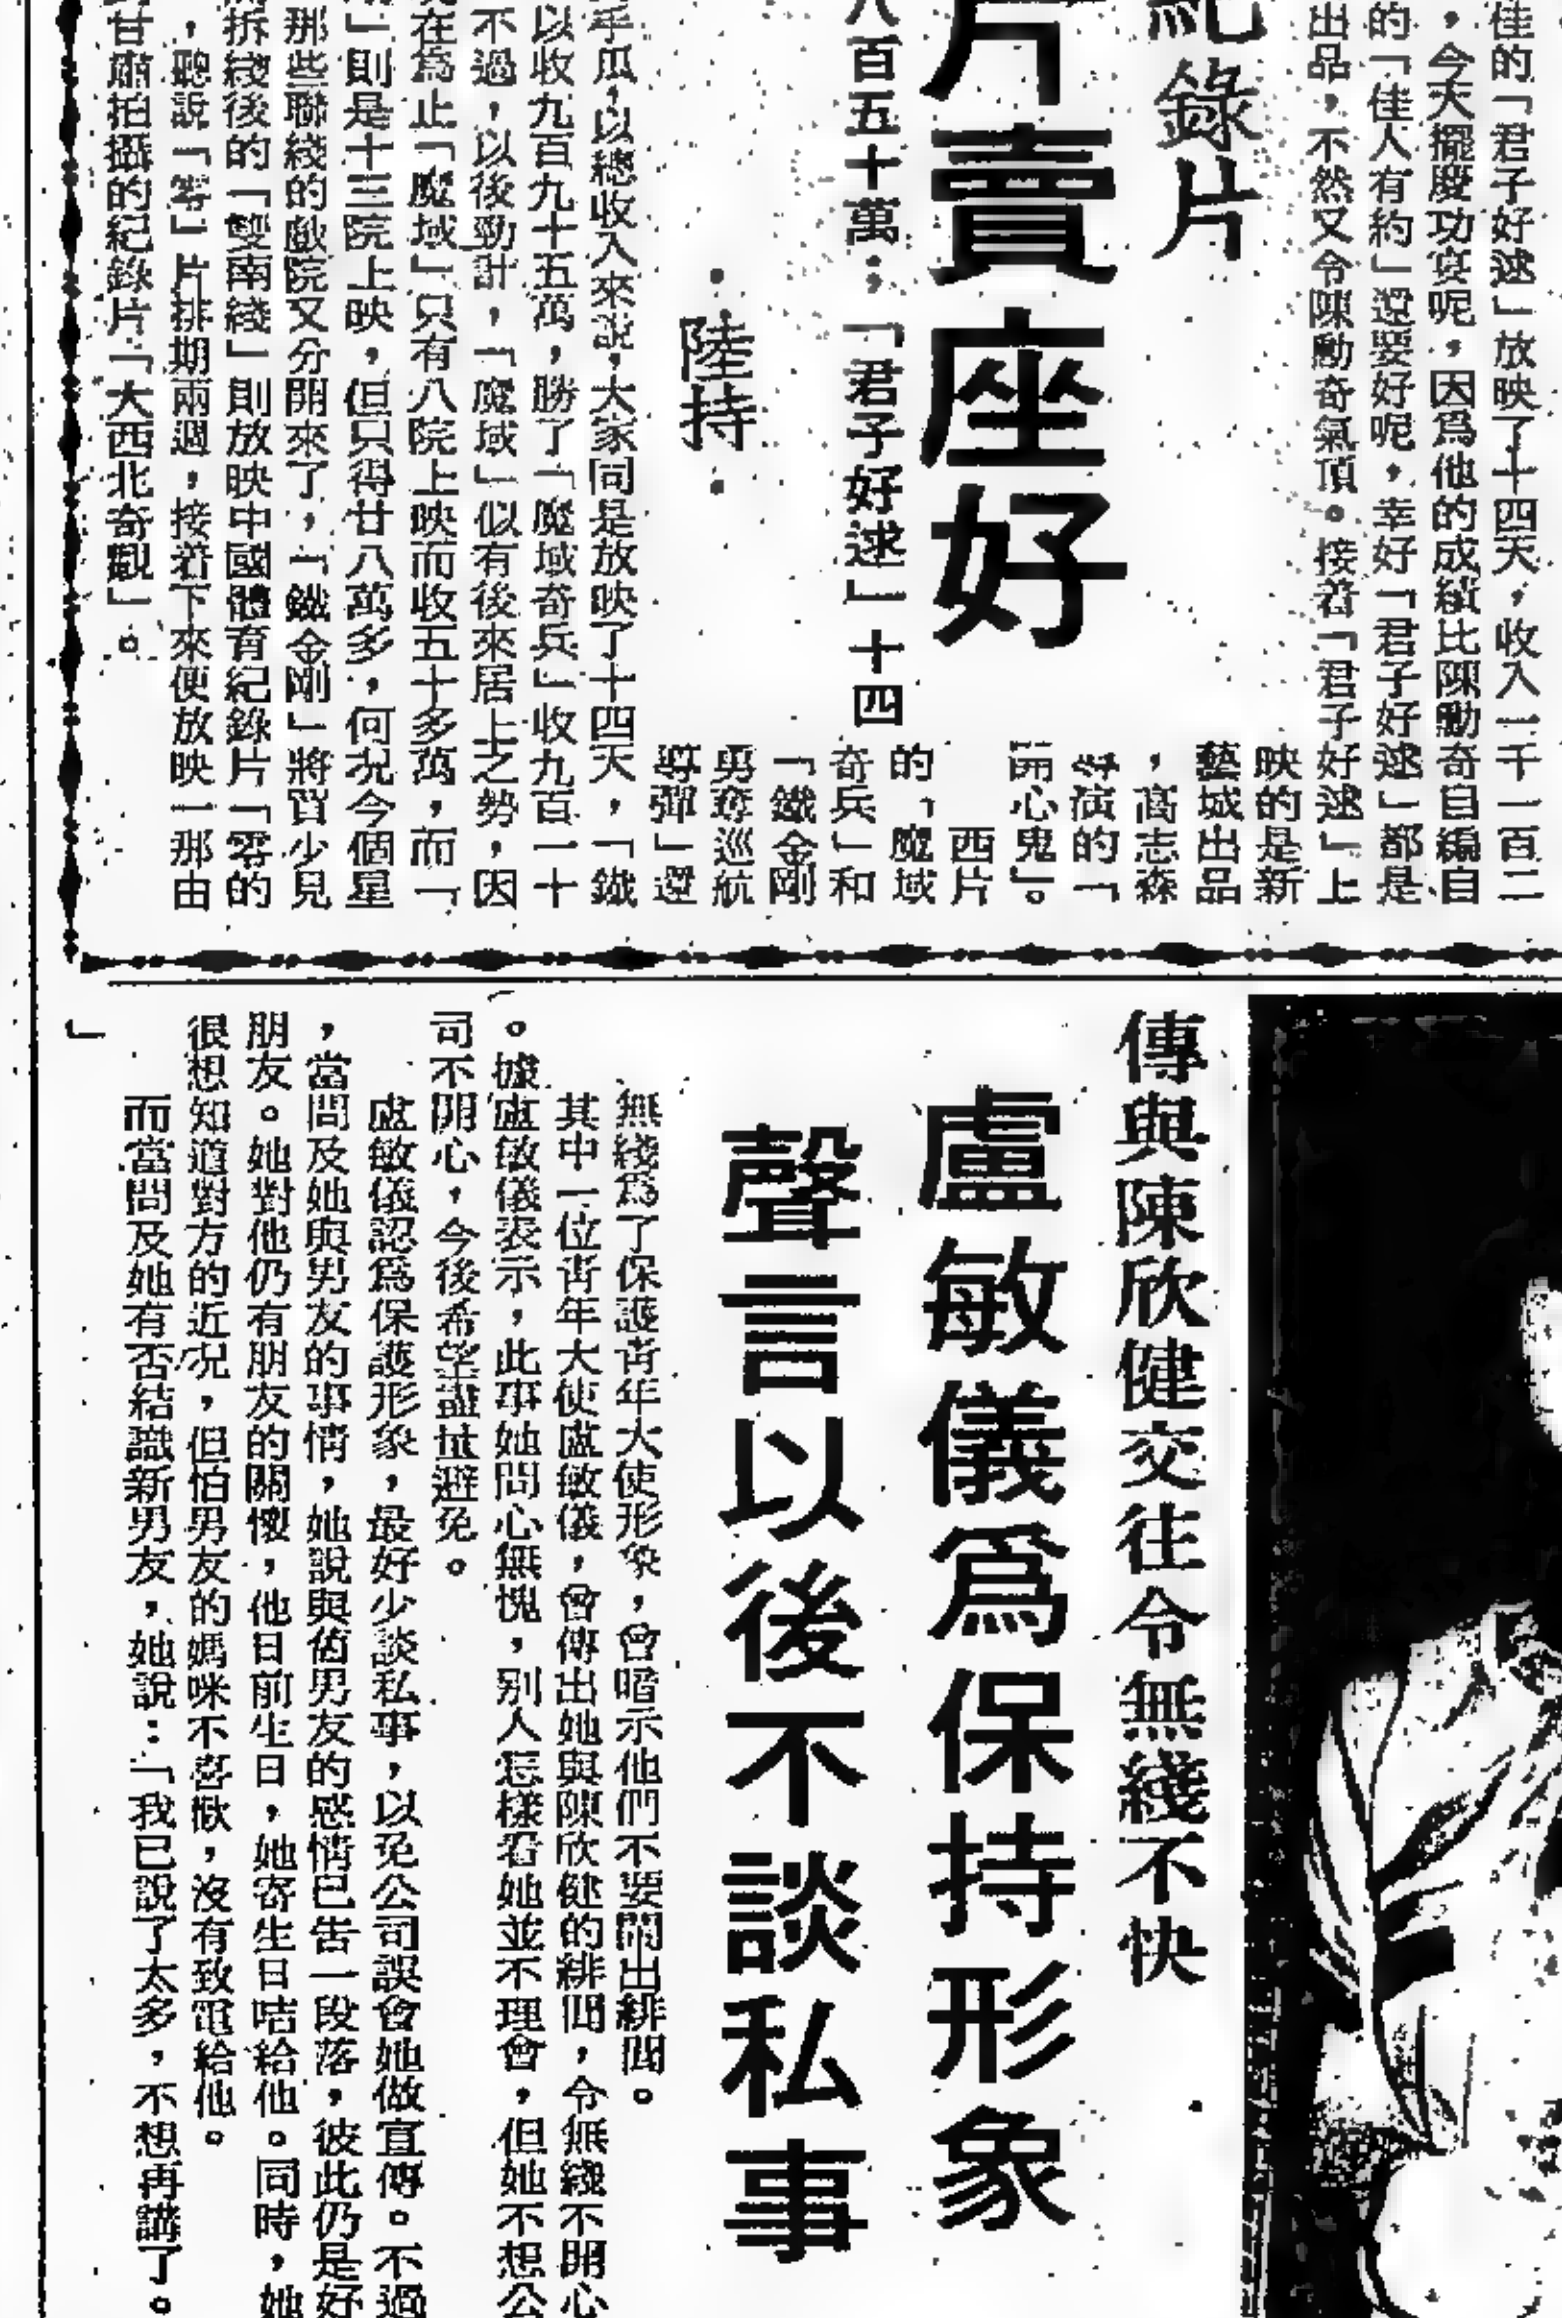 紀錄片
片賣座好
八百五十萬；「君子好逑」十四
・陸持・
佳的「君子好逑」放映了十四天，收入一千一百二
，今天擺慶功宴呢，因爲他的成績比陳勳奇自編自
的「佳人有約」還要好呢，幸好「君子好逑」都是
出品，不然又令陳勳奇氣頂。接着「君子好逑」上
映的是新
藝城出品
，高志森
導演的「
開心鬼」。
西片
的「魔域
奇兵」和
「鐵金剛
勇奪巡航
導彈」還
手瓜，以總收入來說，大家同是放映了十四天，「鐵
以收九百九十五萬，勝了「魔域奇兵」收九百一十
不過，以後勁計，「魔域」似有後來居上之勢，因
在爲止「魔域」只有八院上映而收五十多萬，而「
」則是十三院上映，但只得廿八萬多，何况今個星
那些聯綫的戲院又分開來了，「鐵金剛」將買少見
拆綫後的「雙南綫」則放映中國體育紀錄片「零的
，聽說「零」片排期兩週，接着下來便放映一那由
甘肅拍攝的紀錄片「大西北奇觀」。
傳與陳欣健交往令無綫不快
盧敏儀爲保持形象
聲言以後不談私事
無綫爲了保護青年大使形象，曾暗示他們不要鬧出緋聞。
其中一位青年大使盧敏儀，曾傳出她與陳欣健的緋聞，令無綫不開心
。據盧敏儀表示，此事她問心無愧，別人怎樣看她並不理會，但她不想公
司不開心，今後希望盡量避免。
盧敏儀認爲保護形象，最好少談私事，以免公司誤會她做宣傳。不過
，當問及她與男友的事情，她說與舊男友的感情已告一段落，彼此仍是好
朋友。她對他仍有朋友的關懷，他日前生日，她寄生日咭給他。同時，她
很想知道對方的近况，但怕男友的媽咪不喜歡，沒有致電給他。
而當問及她有否結識新男友，她說：「我已說了太多，不想再講了。
」